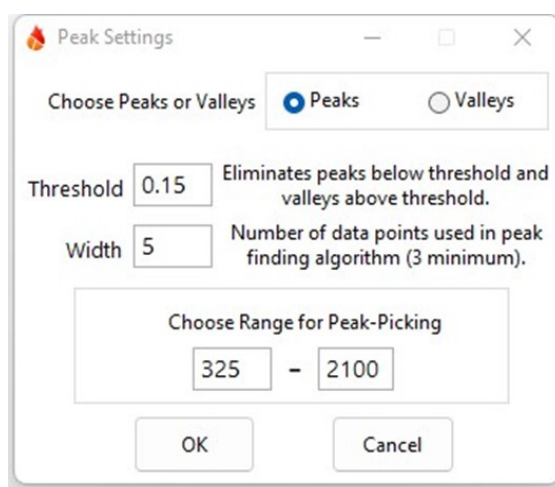 Peak Settings
Choose Peaks or Valleys Peaks Valleys
Threshold 0.15 Eliminates peaks below threshold and
valleys above threshold.
Width 5 Number of data points used in peak
finding algorithm (3 minimum).
Choose Range for Peak-Picking
325 - 2100
OK Cancel